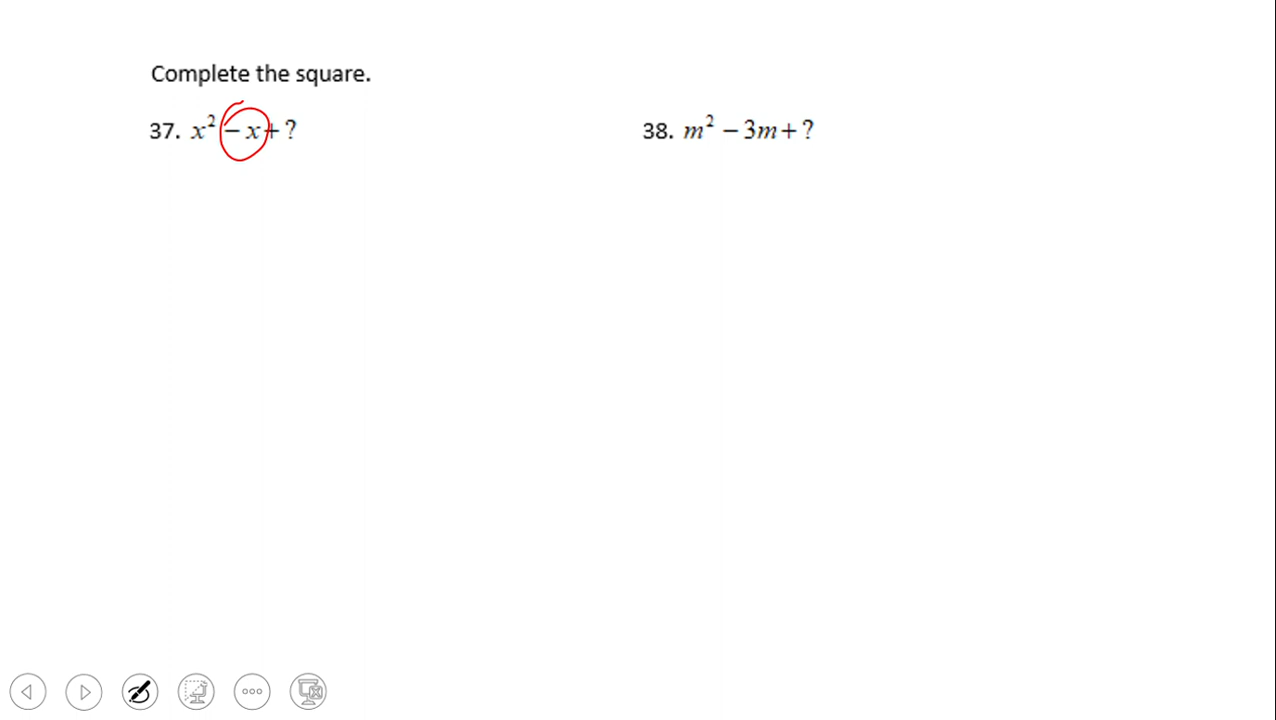 Complete the square.
37. x² − x + ?
38. m² − 3m + ?